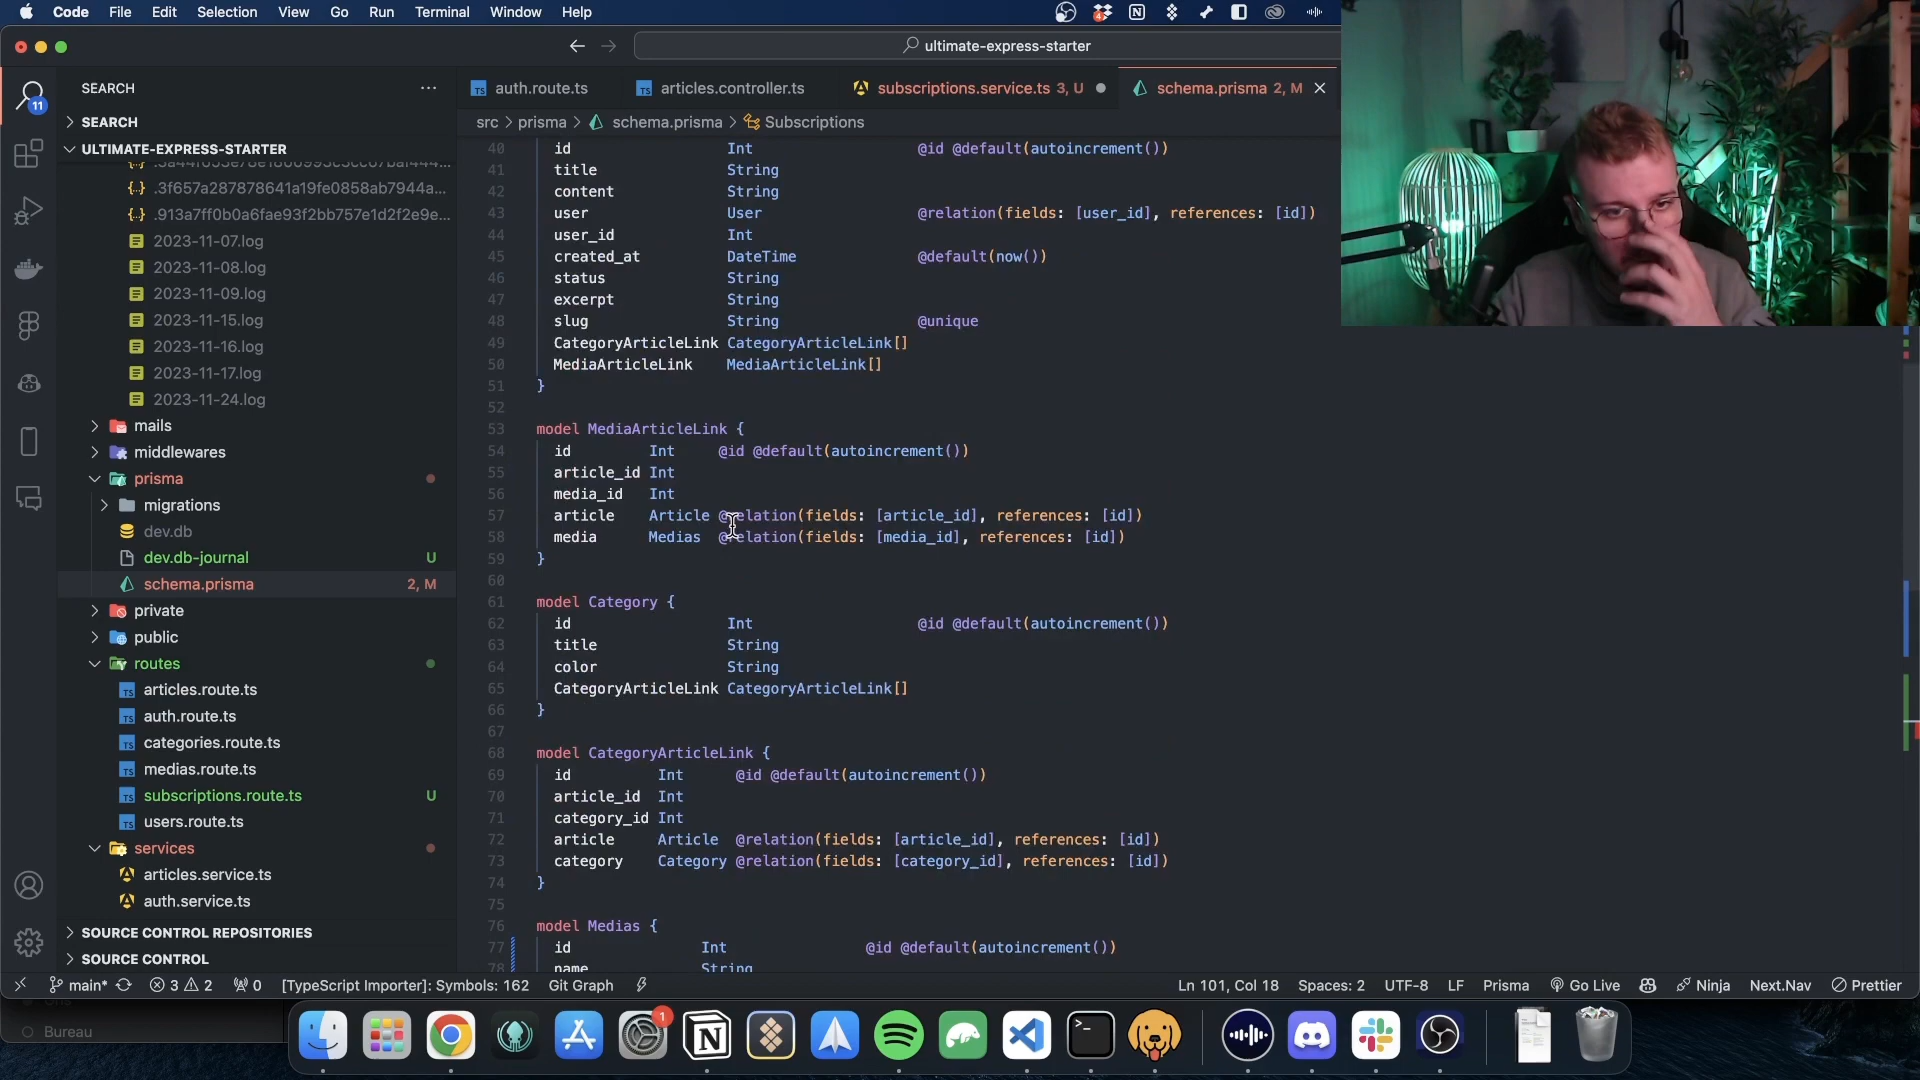 Code File Edit Selection View Go Run Terminal Window Help
4
ultimate-express-starter
SEARCH
auth.route.ts
articles.controller.ts
subscriptions.service.ts 3, U
schema.prisma 2, M
11
SEARCH
src > prisma > schema.prisma > Subscriptions
ULTIMATE-EXPRESS-STARTER
.3f657a287878641a19fe0858ab7944a...
.913a7ff0b0a6fae93f2bb757e1d2f2e9e...
2023-11-07.log
2023-11-08.log
2023-11-09.log
2023-11-15.log
2023-11-16.log
2023-11-17.log
2023-11-24.log
mails
middlewares
prisma
migrations
dev.db
dev.db-journal U
schema.prisma 2, M
private
public
routes
articles.route.ts
auth.route.ts
categories.route.ts
medias.route.ts
subscriptions.route.ts U
users.route.ts
services
articles.service.ts
auth.service.ts
SOURCE CONTROL REPOSITORIES
SOURCE CONTROL
40 id Int @id @default(autoincrement())
41 title String
42 content String
43 user User @relation(fields: [user_id], references: [id])
44 user_id Int
45 created_at DateTime @default(now())
46 status String
47 excerpt String
48 slug String @unique
49 CategoryArticleLink CategoryArticleLink[]
50 MediaArticleLink MediaArticleLink[]
51 }
52
53 model MediaArticleLink {
54 id Int @id @default(autoincrement())
55 article_id Int
56 media_id Int
57 article Article @relation(fields: [article_id], references: [id])
58 media Medias @relation(fields: [media_id], references: [id])
59 }
60
61 model Category {
62 id Int @id @default(autoincrement())
63 title String
64 color String
65 CategoryArticleLink CategoryArticleLink[]
66 }
67
68 model CategoryArticleLink {
69 id Int @id @default(autoincrement())
70 article_id Int
71 category_id Int
72 article Article @relation(fields: [article_id], references: [id])
73 category Category @relation(fields: [category_id], references: [id])
74 }
75
76 model Medias {
77 id Int @id @default(autoincrement())
78 name String
main* 3 2 0 [TypeScript Importer]: Symbols: 162 Git Graph Ln 101, Col 18 Spaces: 2 UTF-8 LF Prisma Go Live Ninja Next.Nav Prettier
Bureau
1